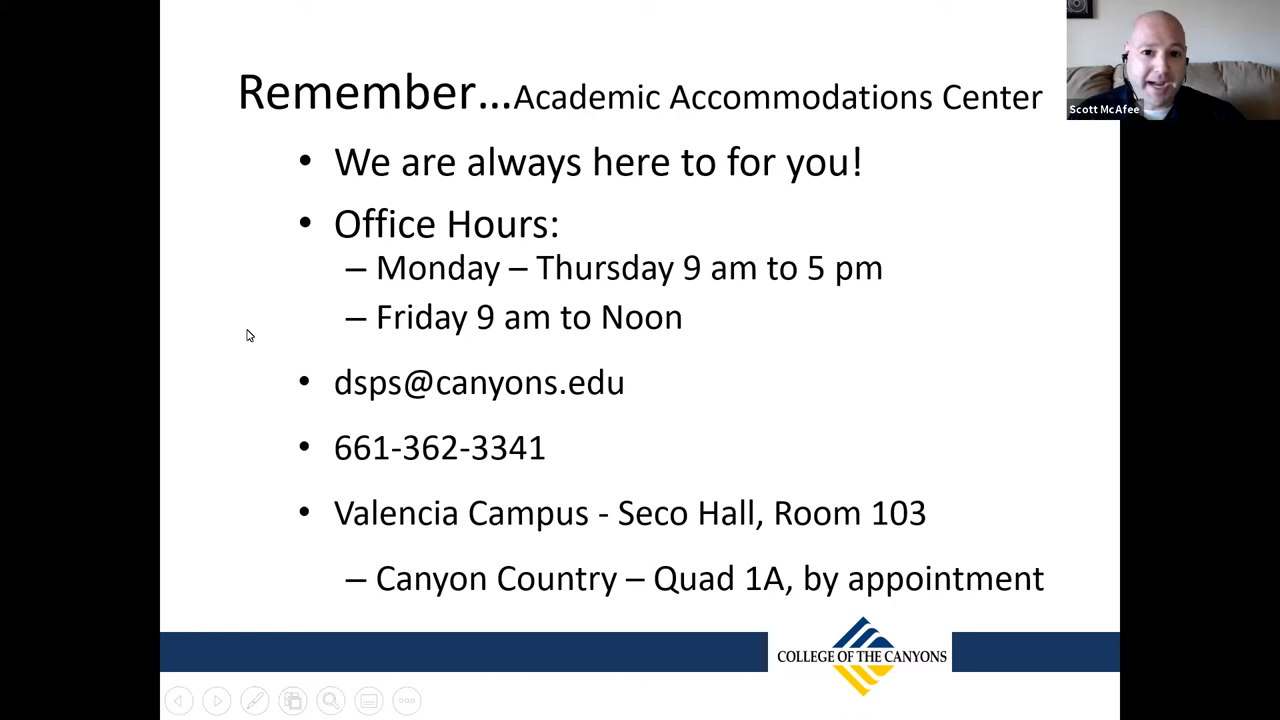 Remember...Academic Accommodations Center
Scott McAfee
• We are always here to for you!
• Office Hours:
– Monday – Thursday 9 am to 5 pm
– Friday 9 am to Noon
• dsps@canyons.edu
• 661-362-3341
• Valencia Campus - Seco Hall, Room 103
– Canyon Country – Quad 1A, by appointment
COLLEGE OF THE CANYONS